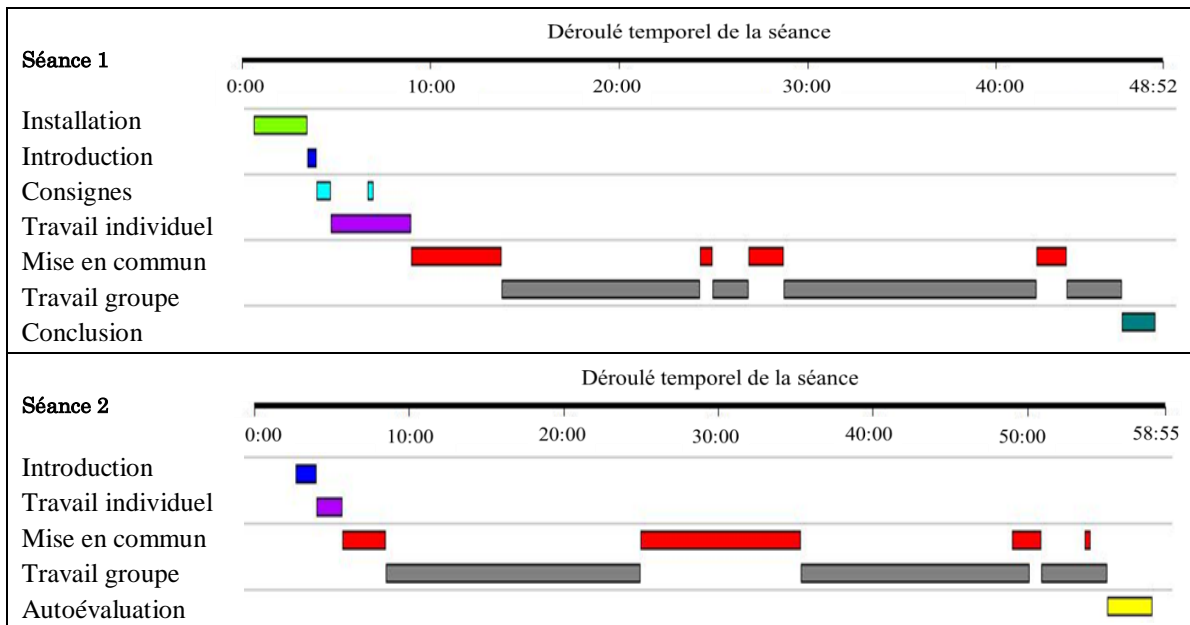 Déroulé temporel de la séance
Séance 1
0:00 10:00 20:00 30:00 40:00 48:52
Installation
Introduction
Consignes
Travail individuel
Mise en commun
Travail groupe
Conclusion
Déroulé temporel de la séance
Séance 2
0:00 10:00 20:00 30:00 40:00 50:00 58:55
Introduction
Travail individuel
Mise en commun
Travail groupe
Autoévaluation